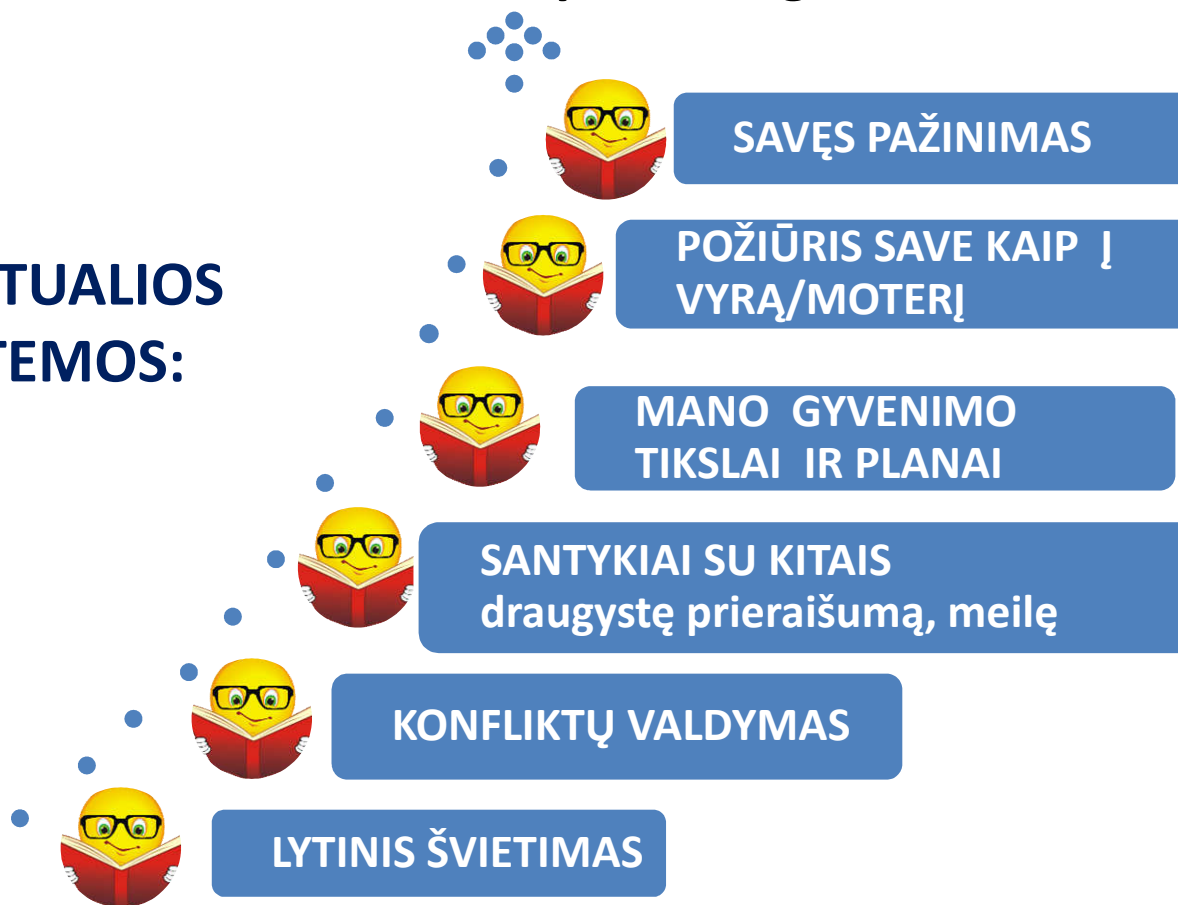 TUALIOS
TEMOS:
SAVĘS PAŽINIMAS
POŽIŪRIS SAVE KAIP Į
VYRĄ/MOTERĮ
MANO GYVENIMO
TIKSLAI IR PLANAI
SANTYKIAI SU KITAIS
draugystę prieraišumą, meilę
KONFLIKTŲ VALDYMAS
LYTINIS ŠVIETIMAS